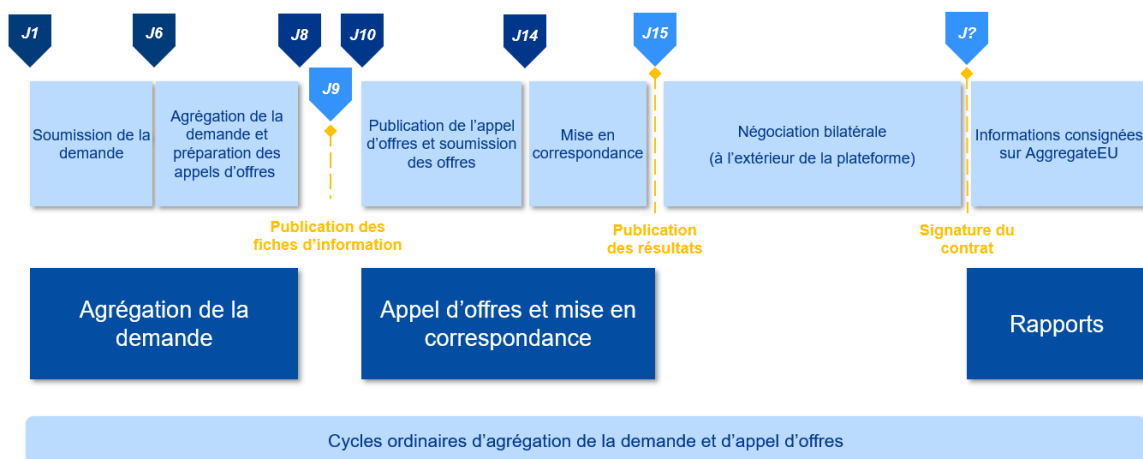 J1
J6
J8
J9
J10
J14
J15
J?
Soumission de la
demande
Agrégation de la
demande et
préparation des
appels d’offres
Publication de l’appel
d’offres et soumission
des offres
Mise en
correspondance
Négociation bilatérale
(à l’extérieur de la plateforme)
Informations consignées
sur AggregateEU
Publication des
fiches d’information
Publication
des résultats
Signature du
contrat
Agrégation de la
demande
Appel d’offres et mise en
correspondance
Rapports
Cycles ordinaires d’agrégation de la demande et d’appel d’offres